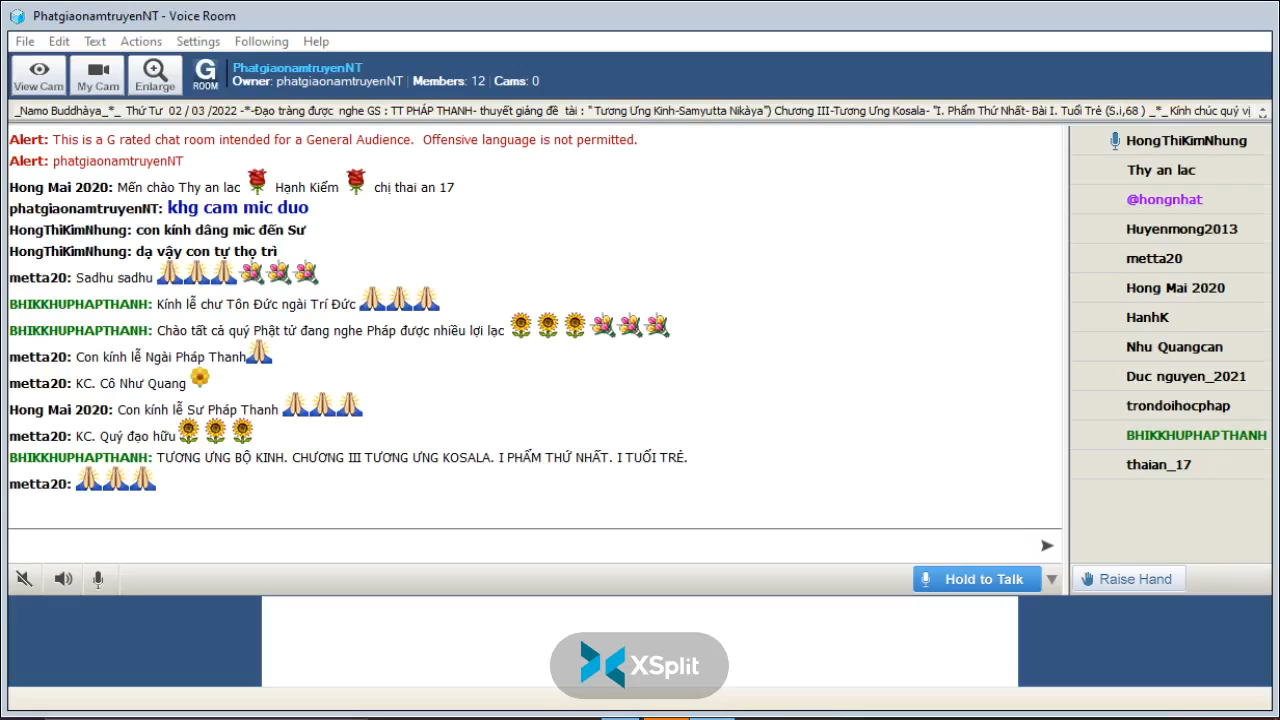 PhatgiaonamtruyenNT - Voice Room
File Edit Text Actions Settings Following Help
View Cam My Cam Enlarge G ROOM
PhatgiaonamtruyenNT
Owner: phatgiaonamtruyenNT | Members: 12 | Cams: 0
_Namo Buddhàya_*_ Thứ Tư 02 / 03 /2022 -*-Đạo tràng được nghe GS : TT PHÁP THANH- thuyết giảng đề tài : " Tương Ưng Kinh-Samyutta Nikàya") Chương III-Tương Ưng Kosala- "I. Phẩm Thứ Nhất- Bài I. Tuổi Trẻ (S.i,68 ) _*_Kính chúc quý vị
Alert: This is a G rated chat room intended for a General Audience. Offensive language is not permitted.
Alert: phatgiaonamtruyenNT
Hong Mai 2020: Mến chào Thy an lac Hạnh Kiểm chị thai an 17
phatgiaonamtruyenNT: khg cam mic duo
HongThiKimNhung: con kính dâng mic đến Sư
HongThiKimNhung: dạ vậy con tự thọ trì
metta20: Sadhu sadhu
BHIKKHUPHAPTHANH: Kính lễ chư Tôn Đức ngài Trí Đức
BHIKKHUPHAPTHANH: Chào tất cả quý Phật tử đang nghe Pháp được nhiều lợi lạc
metta20: Con kính lễ Ngài Pháp Thanh
metta20: KC. Cô Như Quang
Hong Mai 2020: Con kính lễ Sư Pháp Thanh
metta20: KC. Quý đạo hữu
BHIKKHUPHAPTHANH: TƯƠNG ƯNG BỘ KINH. CHƯƠNG III TƯƠNG ƯNG KOSALA. I PHẨM THỨ NHẤT. I TUỔI TRẺ.
metta20:
HongThiKimNhung
Thy an lac
@hongnhat
Huyenmong2013
metta20
Hong Mai 2020
HanhK
Nhu Quangcan
Duc nguyen_2021
trondoihocphap
BHIKKHUPHAPTHANH
thaian_17
Hold to Talk
Raise Hand
XSplit